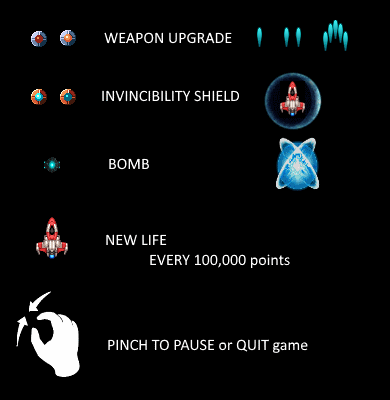 WEAPON UPGRADE
INVINCIBILITY SHIELD
BOMB
NEW LIFE
EVERY 100,000 points
PINCH TO PAUSE or QUIT game